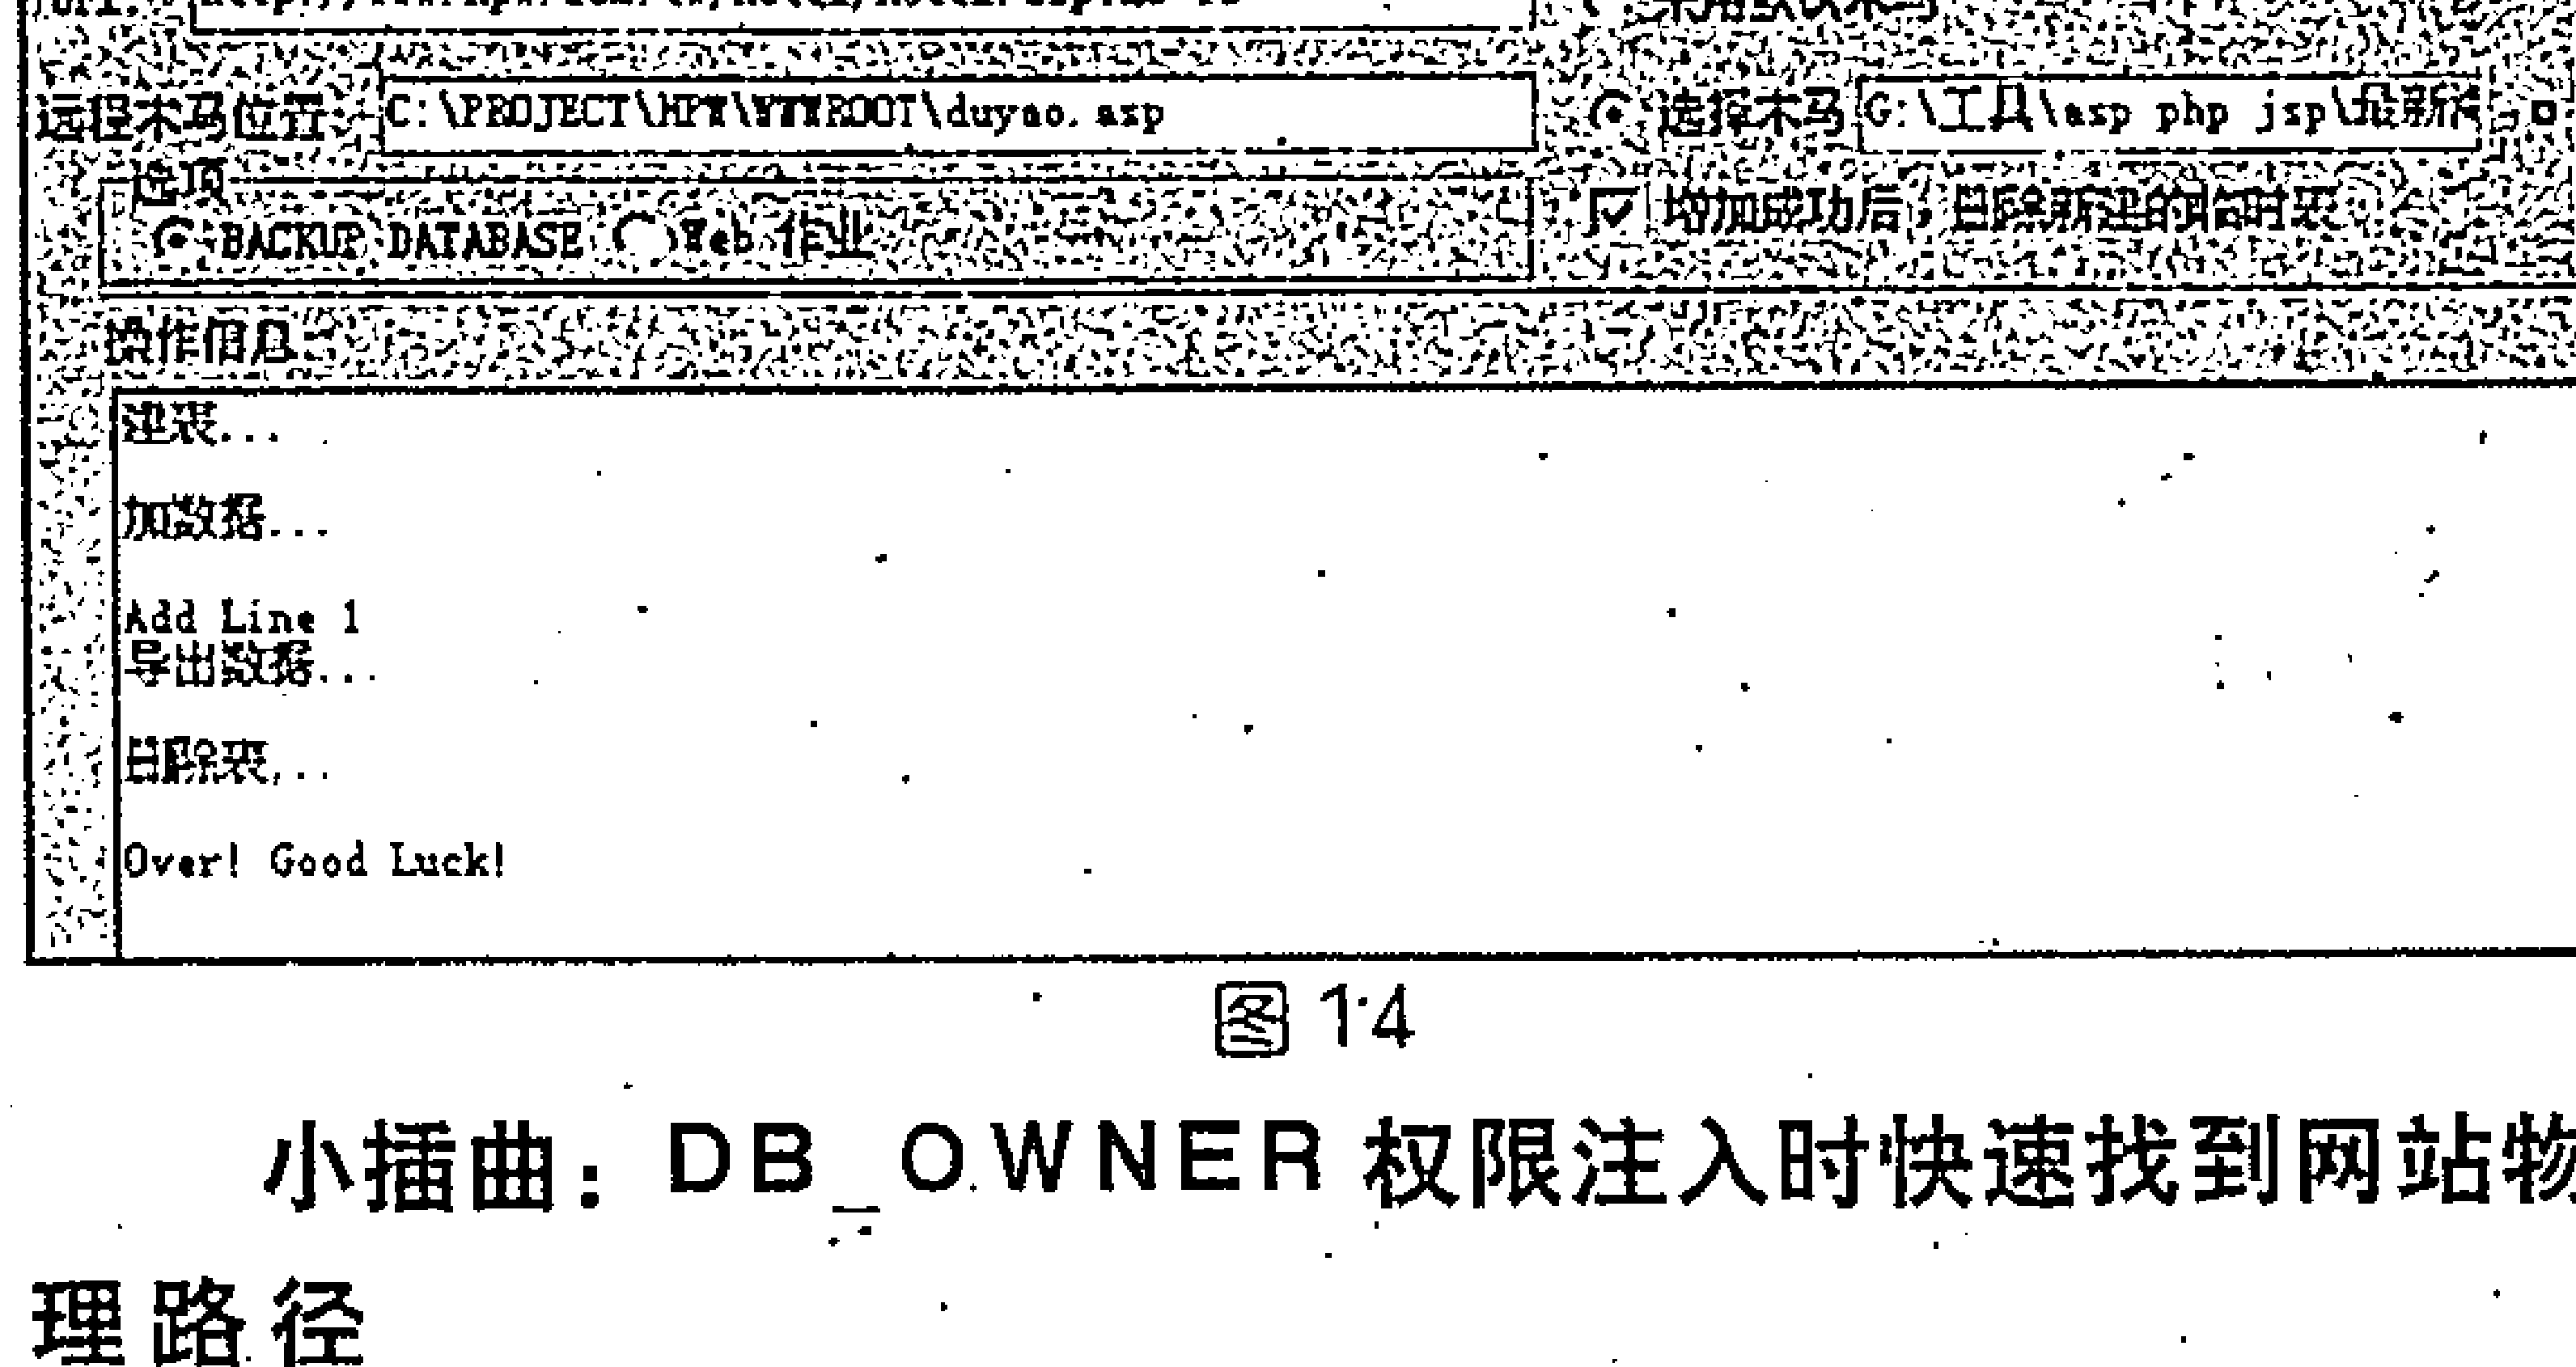 远程木马位置: C:\PROJECT\HPW\WWWROOT\duyao.asp 选择木马 G:\工具\asp php jsp\最新
选项
BACKUP DATABASE Web 作业 增加成功后，删除新建的临时表
操作信息
建表...
加数据...
Add Line 1
导出数据...
删除表...
Over! Good Luck!
图 14
小插曲：DB_OWNER 权限注入时快速找到网站物
理路径